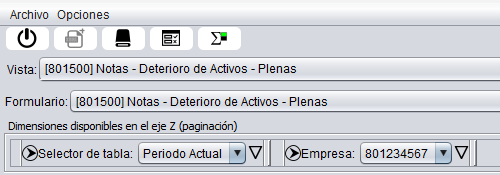 Archivo Opciones
Vista: [801500] Notas - Deterioro de Activos - Plenas
Formulario: [801500] Notas - Deterioro de Activos - Plenas
Dimensiones disponibles en el eje Z (paginación)
Selector de tabla: Periodo Actual Empresa: 801234567